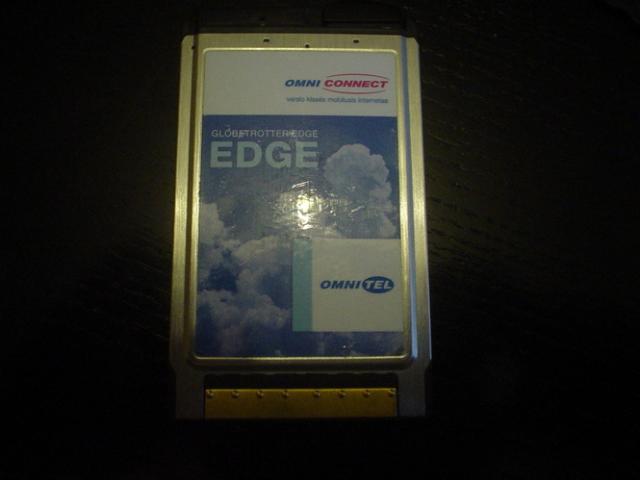 OMNI CONNECT
verslo klasės mobilusis internetas
GLOBETROTTER EDGE
EDGE
OMNITEL